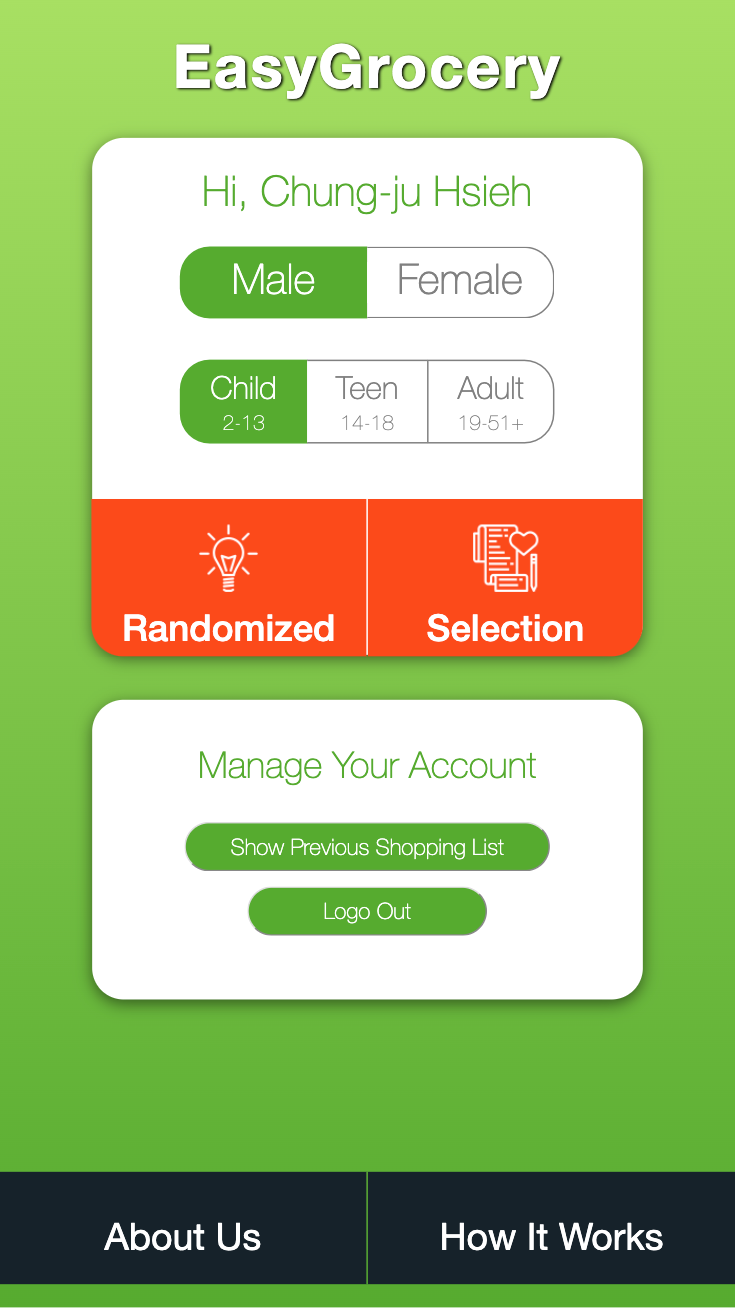 EasyGrocery
Hi, Chung-ju Hsieh
Male Female
Child Teen Adult
2-13 14-18 19-51+
Randomized Selection
Manage Your Account
Show Previous Shopping List
Logo Out
About Us How It Works